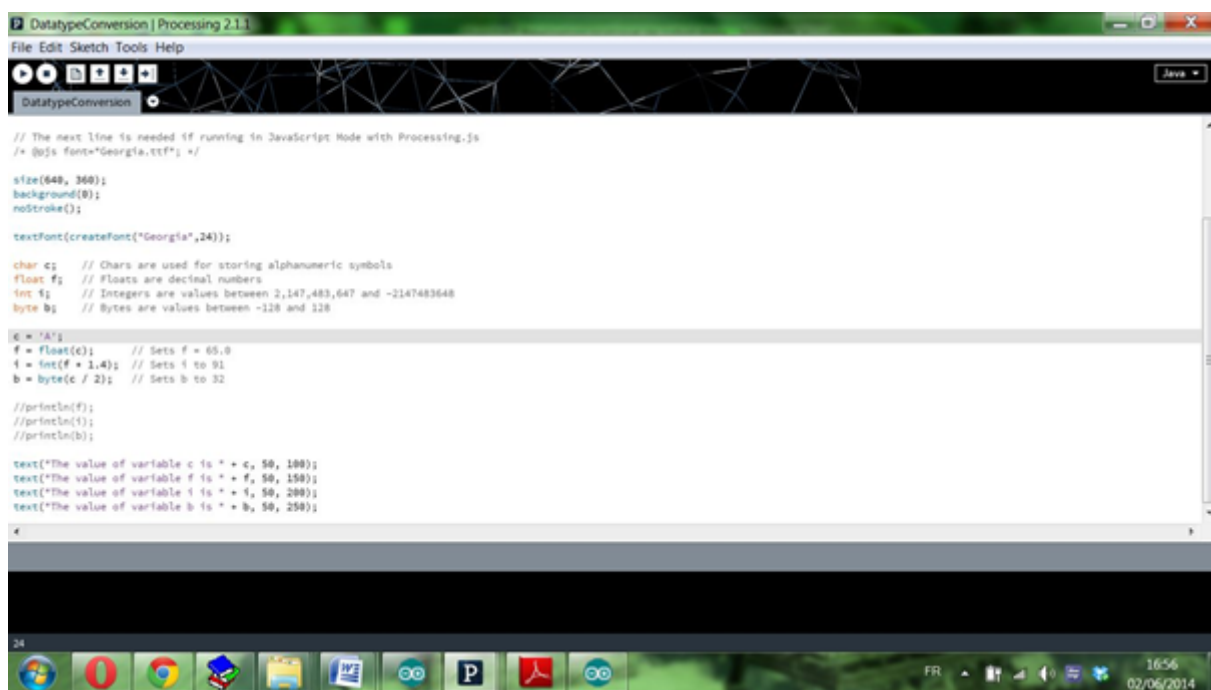 DatatypeConversion | Processing 2.1.1
File Edit Sketch Tools Help
Java
DatatypeConversion
// The next line is needed if running in JavaScript Mode with Processing.js
/* @pjs font="Georgia.ttf"; */
size(640, 360);
background(0);
noStroke();
textFont(createFont("Georgia",24));
char c; // Chars are used for storing alphanumeric symbols
float f; // Floats are decimal numbers
int i; // Integers are values between 2,147,483,647 and -2147483648
byte b; // Bytes are values between -128 and 128
c = 'A';
f = float(c); // Sets f = 65.0
i = int(f * 1.4); // Sets i to 91
b = byte(c / 2); // Sets b to 32
//println(f);
//println(i);
//println(b);
text("The value of variable c is " + c, 50, 100);
text("The value of variable f is " + f, 50, 150);
text("The value of variable i is " + i, 50, 200);
text("The value of variable b is " + b, 50, 250);
24
W
P
FR
16:56
02/06/2014